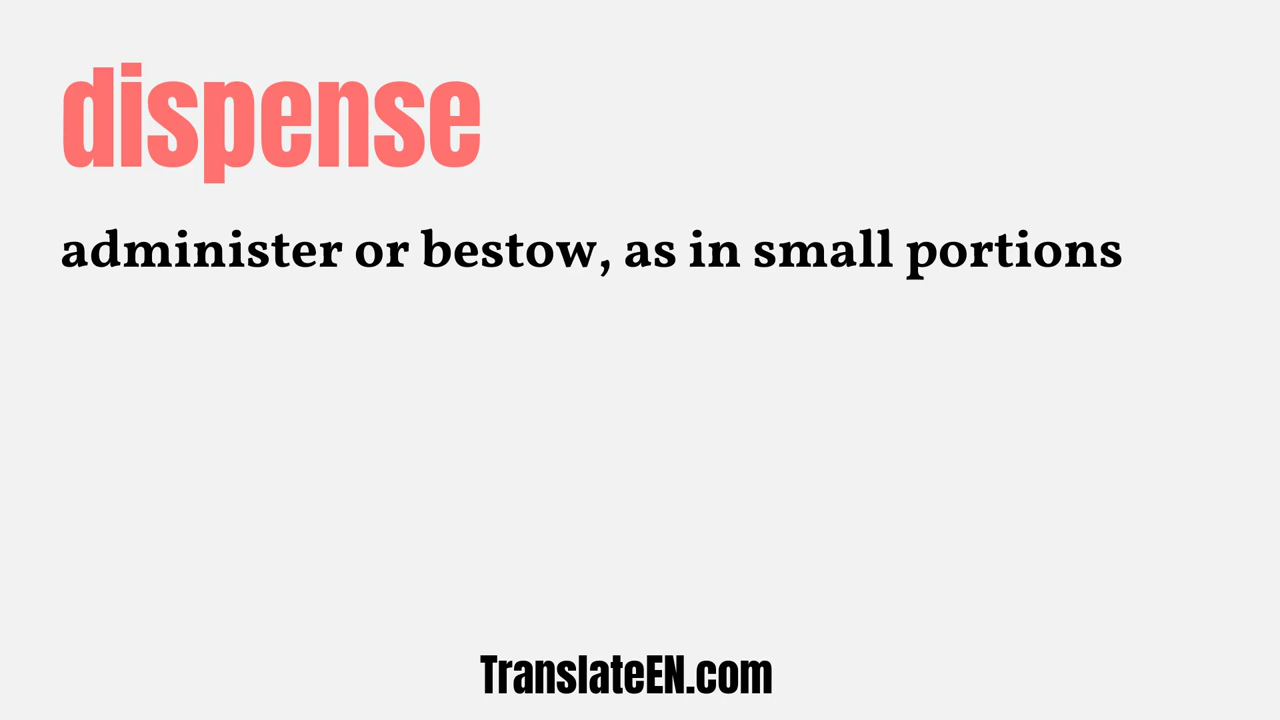 dispense
administer or bestow, as in small portions
TranslateEN.com